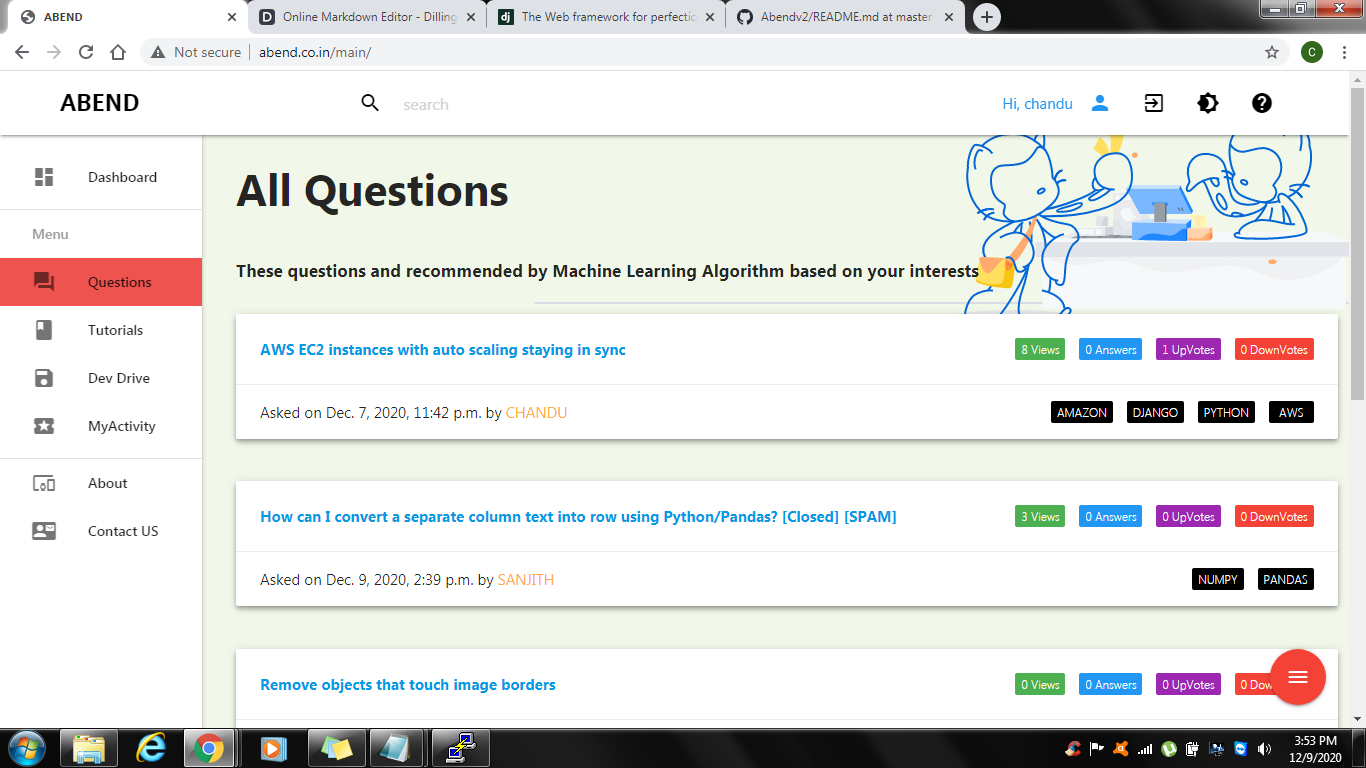 ABEND
Online Markdown Editor - Dilling
The Web framework for perfectio
Abendv2/README.md at master
Not secure
abend.co.in/main/
C
ABEND
search
Hi, chandu
Dashboard
Menu
Questions
Tutorials
Dev Drive
MyActivity
About
Contact US
All Questions
These questions and recommended by Machine Learning Algorithm based on your interests
AWS EC2 instances with auto scaling staying in sync
8 Views
0 Answers
1 UpVotes
0 DownVotes
Asked on Dec. 7, 2020, 11:42 p.m. by CHANDU
AMAZON
DJANGO
PYTHON
AWS
How can I convert a separate column text into row using Python/Pandas? [Closed] [SPAM]
3 Views
0 Answers
0 UpVotes
0 DownVotes
Asked on Dec. 9, 2020, 2:39 p.m. by SANJITH
NUMPY
PANDAS
Remove objects that touch image borders
0 Views
0 Answers
0 UpVotes
0 Dow
3:53 PM
12/9/2020